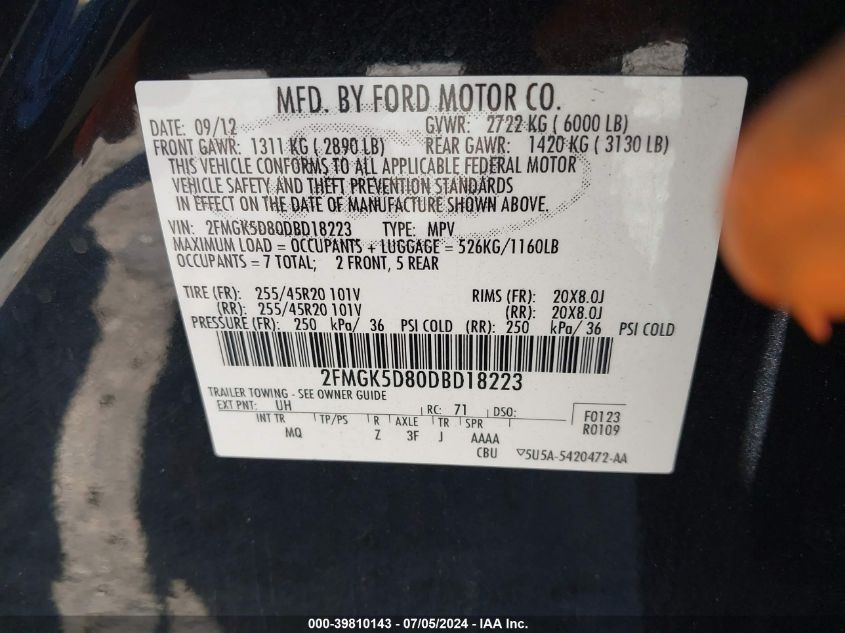 MFD. BY FORD MOTOR CO.
DATE: 09/12 GVWR: 2722 KG ( 6000 LB)
FRONT GAWR: 1311 KG ( 2890 LB) REAR GAWR: 1420 KG ( 3130 LB)
THIS VEHICLE CONFORMS TO ALL APPLICABLE FEDERAL MOTOR
VEHICLE SAFETY AND THEFT PREVENTION STANDARDS
IN EFFECT ON THE DATE OF MANUFACTURE SHOWN ABOVE.
VIN: 2FMGK5D80DBD18223 TYPE: MPV
MAXIMUM LOAD = OCCUPANTS + LUGGAGE = 526KG/1160LB
OCCUPANTS = 7 TOTAL; 2 FRONT, 5 REAR
TIRE (FR): 255/45R20 101V RIMS (FR): 20X8.0J
(RR): 255/45R20 101V (RR): 20X8.0J
PRESSURE (FR): 250 kPa/ 36 PSI COLD (RR): 250 kPa/ 36 PSI COLD
2FMGK5D80DBD18223
TRAILER TOWING - SEE OWNER GUIDE
EXT PNT: UH RC: 71 DSO: F0123
INT TR TP/PS R AXLE TR SPR R0109
MQ Z 3F J AAAA
CBU ▽5U5A-5420472-AA
000-39810143 / 07/05/2024 - IAA Inc.